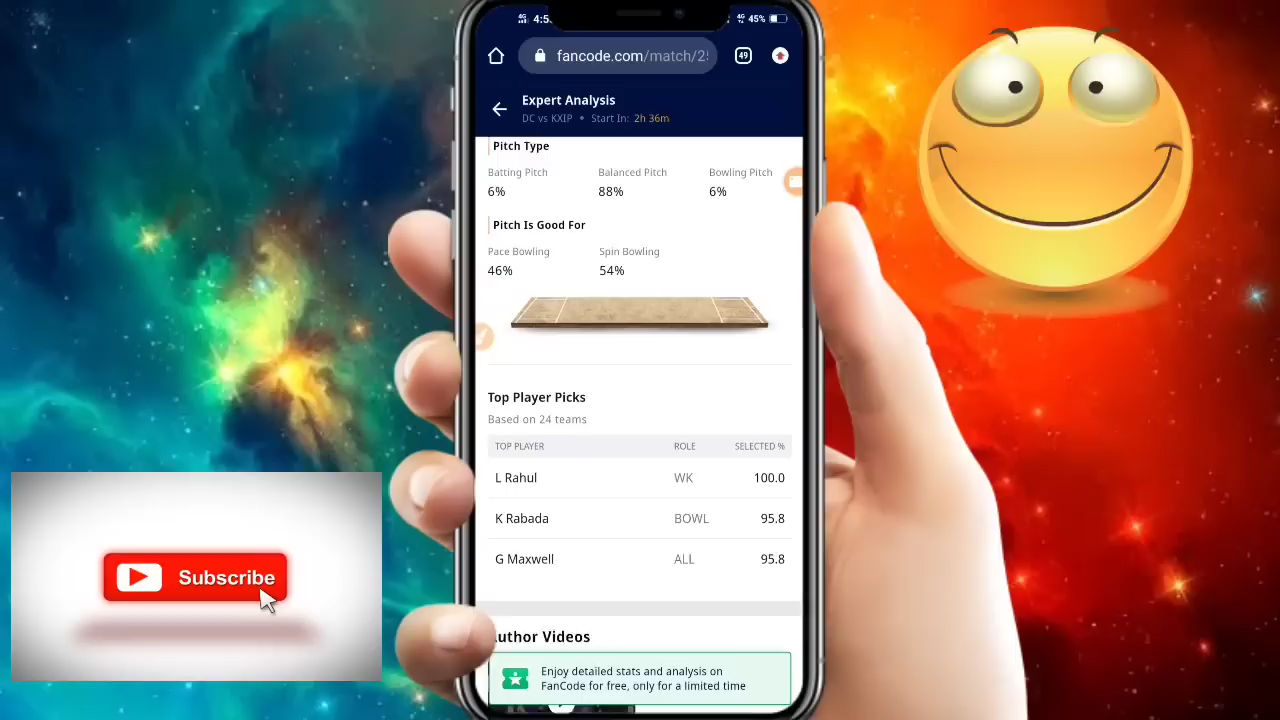 4:5
45%
fancode.com/match/2
49
Expert Analysis
DC vs KXIP • Start In: 2h 36m
Pitch Type
Batting Pitch Balanced Pitch Bowling Pitch
6% 88% 6%
Pitch Is Good For
Pace Bowling Spin Bowling
46% 54%
Top Player Picks
Based on 24 teams
TOP PLAYER ROLE SELECTED %
L Rahul WK 100.0
K Rabada BOWL 95.8
G Maxwell ALL 95.8
uthor Videos
Enjoy detailed stats and analysis on
FanCode for free, only for a limited time
Subscribe